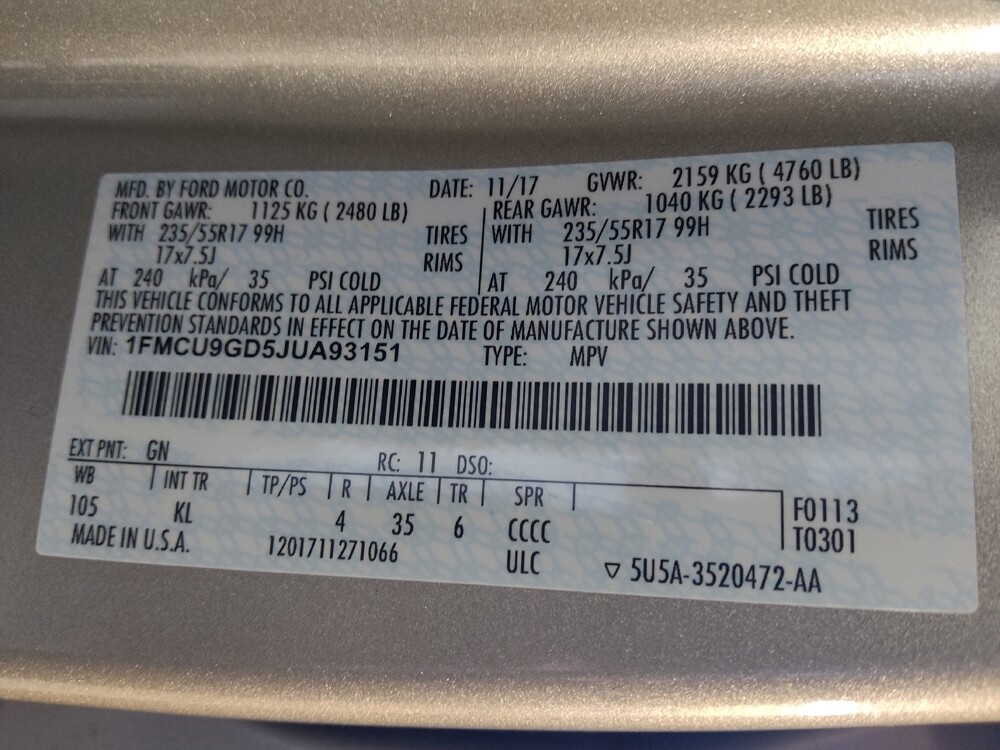 MFD. BY FORD MOTOR CO. DATE: 11/17 GVWR: 2159 KG ( 4760 LB)
FRONT GAWR: 1125 KG ( 2480 LB) REAR GAWR: 1040 KG ( 2293 LB)
WITH 235/55R17 99H TIRES WITH 235/55R17 99H TIRES
17x7.5J RIMS 17x7.5J RIMS
AT 240 kPa/ 35 PSI COLD AT 240 kPa/ 35 PSI COLD
THIS VEHICLE CONFORMS TO ALL APPLICABLE FEDERAL MOTOR VEHICLE SAFETY AND THEFT
PREVENTION STANDARDS IN EFFECT ON THE DATE OF MANUFACTURE SHOWN ABOVE.
VIN: 1FMCU9GD5JUA93151 TYPE: MPV
EXT PNT: GN RC: 11 DSO:
WB INT TR TP/PS R AXLE TR SPR F0113
105 KL 4 35 6 CCCC T0301
MADE IN U.S.A. 1201711271066 ULC ▽ 5U5A-3520472-AA